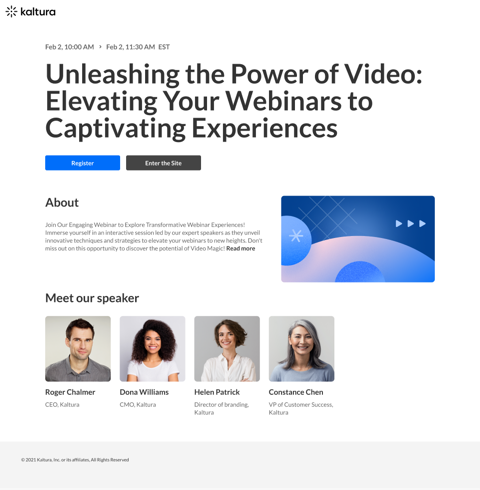 kaltura
Feb 2, 10:00 AM › Feb 2, 11:30 AM EST
Unleashing the Power of Video:
Elevating Your Webinars to
Captivating Experiences
Register
Enter the Site
About
Join Our Engaging Webinar to Explore Transformative Webinar Experiences!
Immerse yourself in an interactive session led by our expert speakers as they unveil
innovative techniques and strategies to elevate your webinars to new heights. Don't
miss out on this opportunity to discover the potential of Video Magic! Read more
Meet our speaker
Roger Chalmer
CEO, Kaltura
Dona Williams
CMO, Kaltura
Helen Patrick
Director of branding,
Kaltura
Constance Chen
VP of Customer Success,
Kaltura
© 2025 Kaltura, Inc. or its affiliates, All Rights Reserved